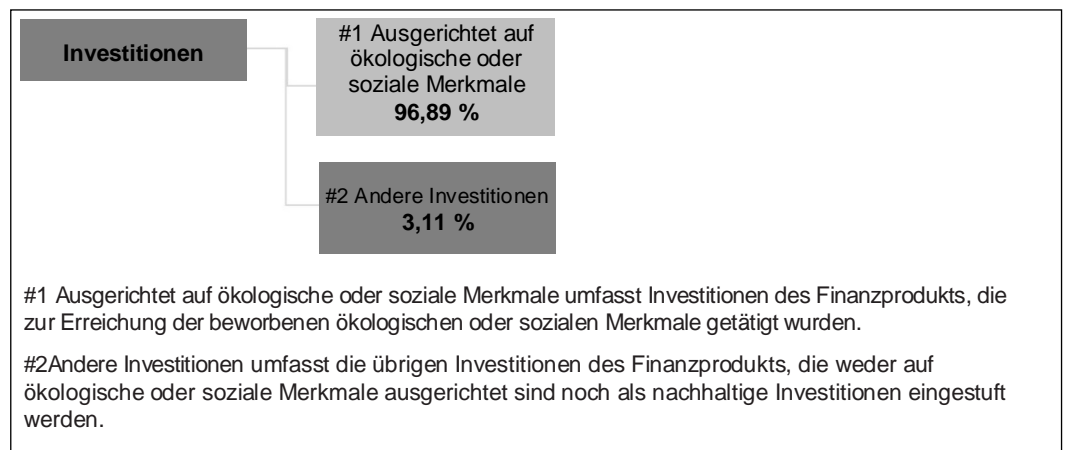 Investitionen
#1 Ausgerichtet auf
ökologische oder
soziale Merkmale
96,89 %
#2 Andere Investitionen
3,11 %
#1 Ausgerichtet auf ökologische oder soziale Merkmale umfasst Investitionen des Finanzprodukts, die
zur Erreichung der beworbenen ökologischen oder sozialen Merkmale getätigt wurden.
#2Andere Investitionen umfasst die übrigen Investitionen des Finanzprodukts, die weder auf
ökologische oder soziale Merkmale ausgerichtet sind noch als nachhaltige Investitionen eingestuft
werden.